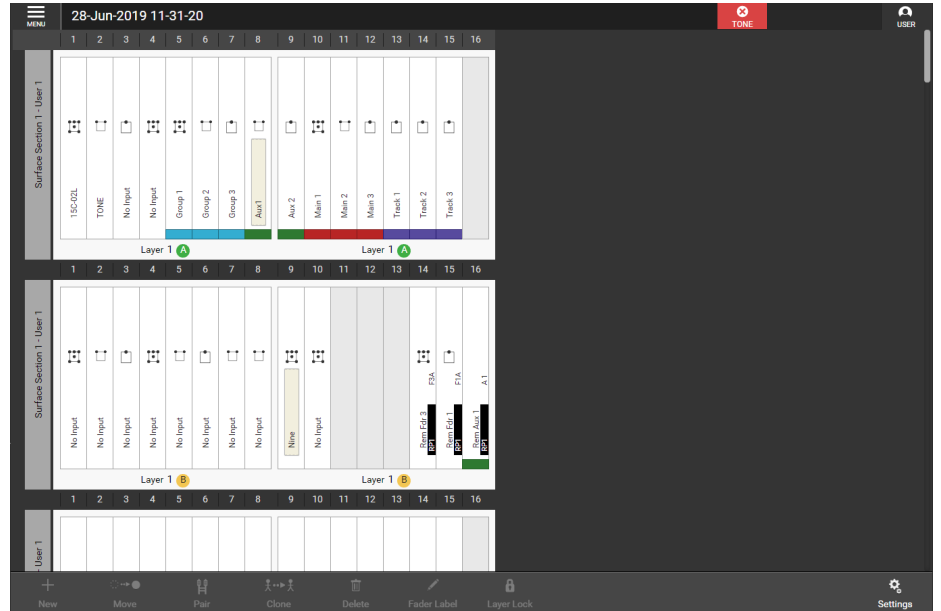 MENU
28-Jun-2019 11-31-20
TONE
USER
1 2 3 4 5 6 7 8 9 10 11 12 13 14 15 16
Surface Section 1 - User 1
15C-02L
TONE
No Input
No Input
Group 1
Group 2
Group 3
Aux1
Aux 2
Main 1
Main 2
Main 3
Track 1
Track 2
Track 3
Layer 1 A
Layer 1 A
1 2 3 4 5 6 7 8 9 10 11 12 13 14 15 16
Surface Section 1 - User 1
No Input
No Input
No Input
No Input
No Input
No Input
No Input
No Input
Nine
No Input
Rem Fdr 3
RP1
F3A
Rem Fdr 1
RP1
F1A
Rem Aux 1
RP1
A 1
Layer 1 B
Layer 1 B
1 2 3 4 5 6 7 8 9 10 11 12 13 14 15 16
- User 1
New
Move
Pair
Clone
Delete
Fader Label
Layer Lock
Settings